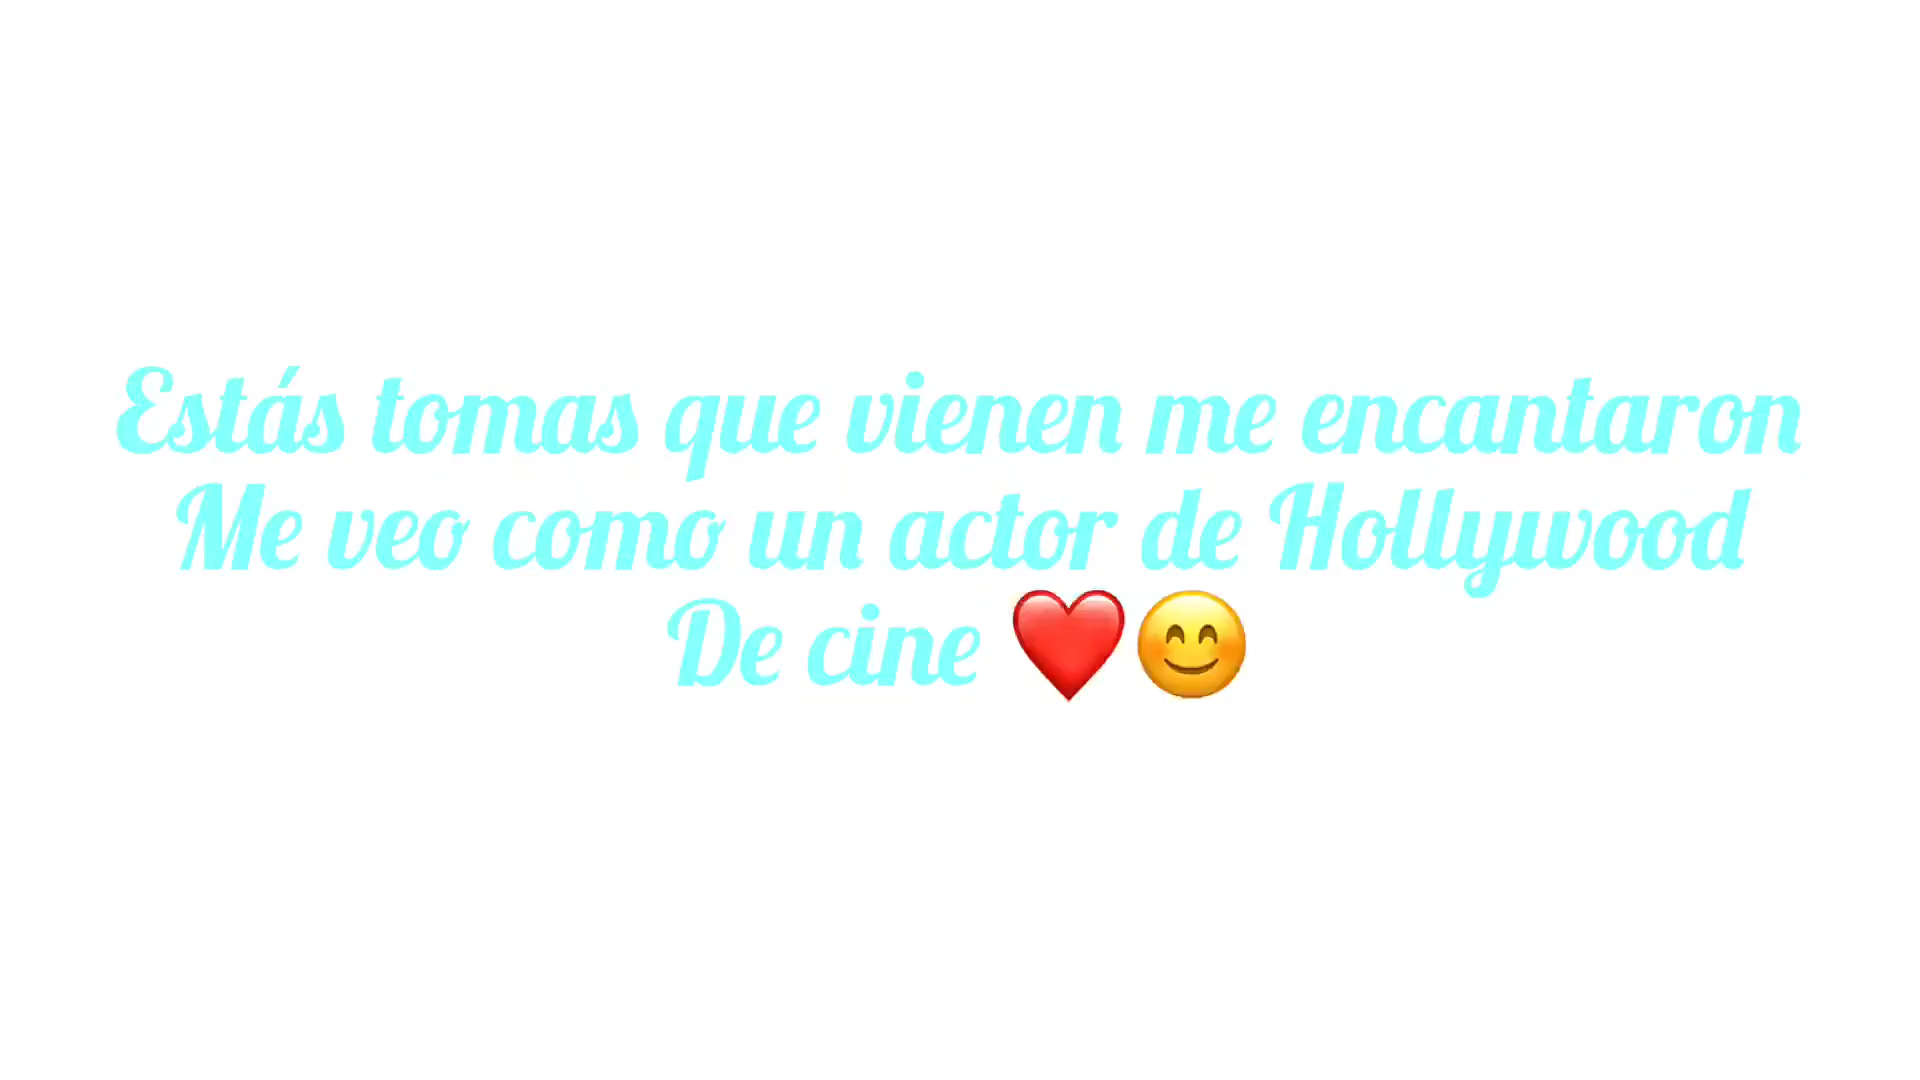 Estás tomas que vienen me encantaron
Me veo como un actor de Hollywood
De cine ❤️😊